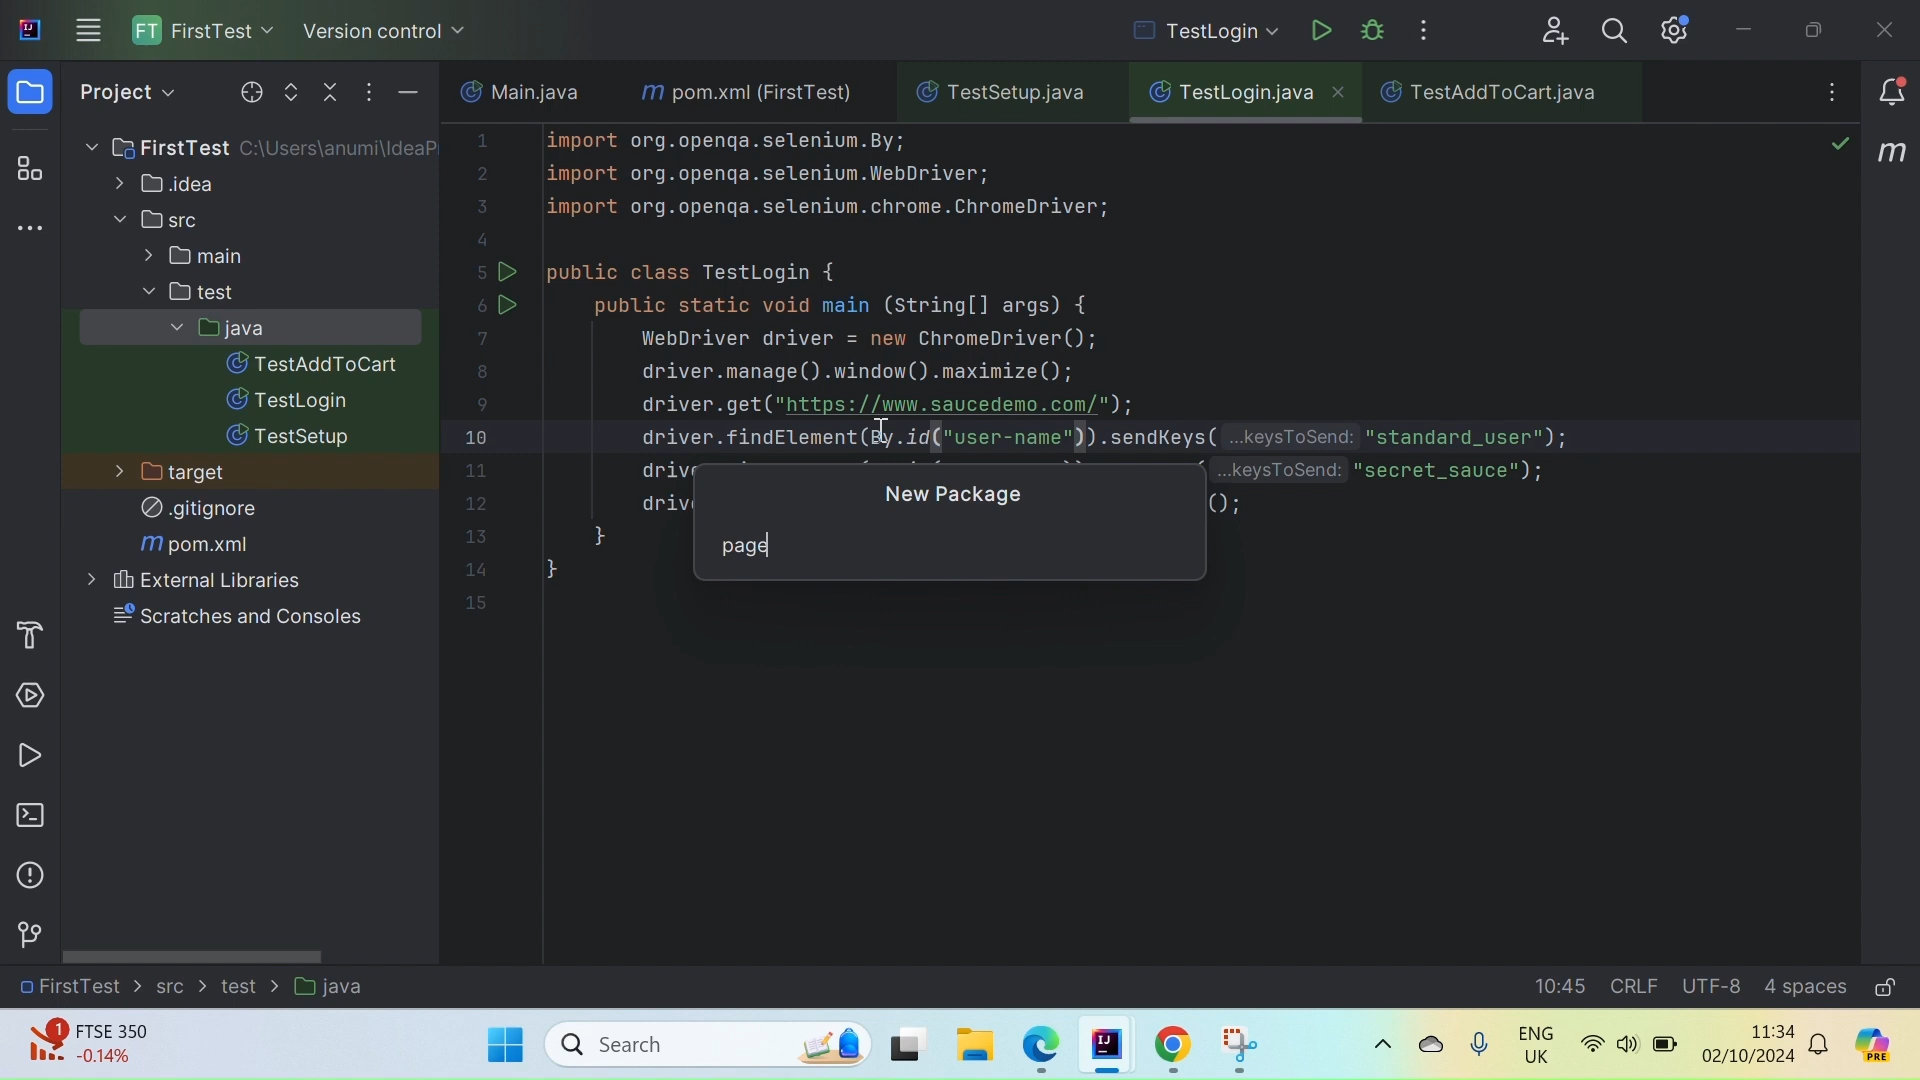 FT FirstTest
Version control
TestLogin
Project
Main.java
pom.xml (FirstTest)
TestSetup.java
TestLogin.java
TestAddToCart.java
FirstTest C:\Users\anumi\IdeaP
.idea
src
main
test
java
TestAddToCart
TestLogin
TestSetup
target
.gitignore
pom.xml
External Libraries
Scratches and Consoles
1 import org.openqa.selenium.By;
2 import org.openqa.selenium.WebDriver;
3 import org.openqa.selenium.chrome.ChromeDriver;
4
5 public class TestLogin {
6 public static void main (String[] args) {
7 WebDriver driver = new ChromeDriver();
8 driver.manage().window().maximize();
9 driver.get("https://www.saucedemo.com/");
10 driver.findElement(By.id("user-name")).sendKeys( ...keysToSend: "standard_user");
11 drive ...keysToSend: "secret_sauce");
12 drive ();
13 }
14 }
15
New Package
page
m
FirstTest > src > test > java
10:45 CRLF UTF-8 4 spaces
1 FTSE 350
-0.14%
Search
IJ
ENG
UK
11:34
02/10/2024
PRE